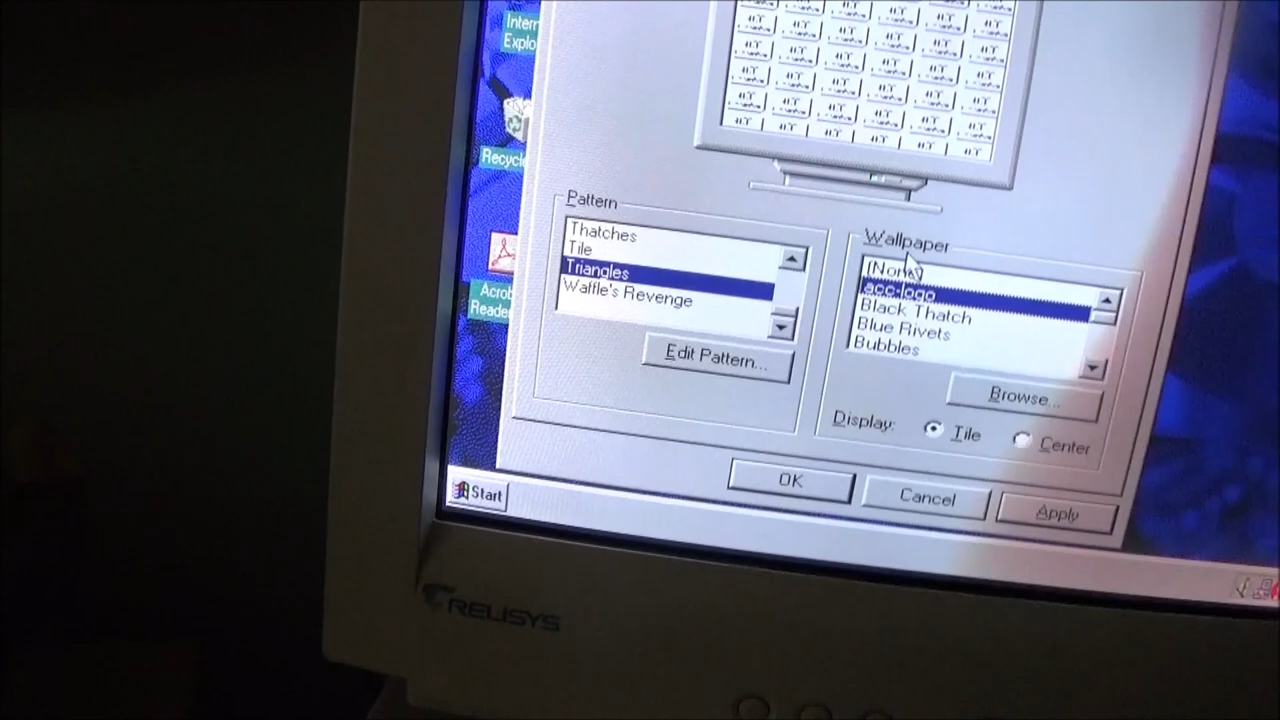 Intern
Explo
Recycle
Acrob
Reade
Pattern
Thatches
Tile
Triangles
Waffle's Revenge
Edit Pattern...
Wallpaper
(None)
acc-logo
Black Thatch
Blue Rivets
Bubbles
Browse...
Display:
Tile
Center
OK
Cancel
Apply
Start
RELISYS